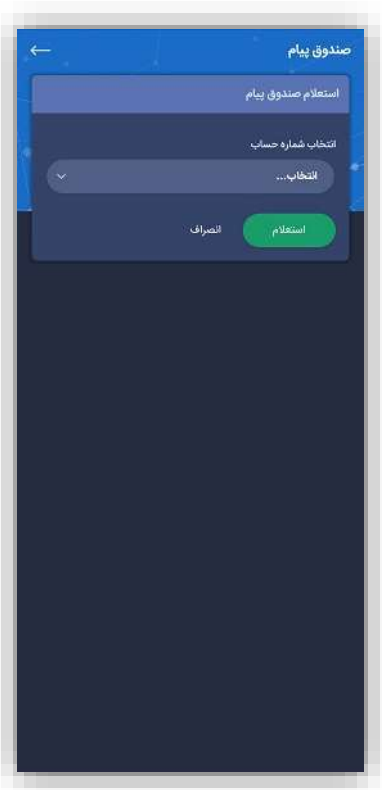 صندوق پیام
استعلام صندوق پیام
انتخاب شماره حساب
انتخاب...
استعلام
انصراف